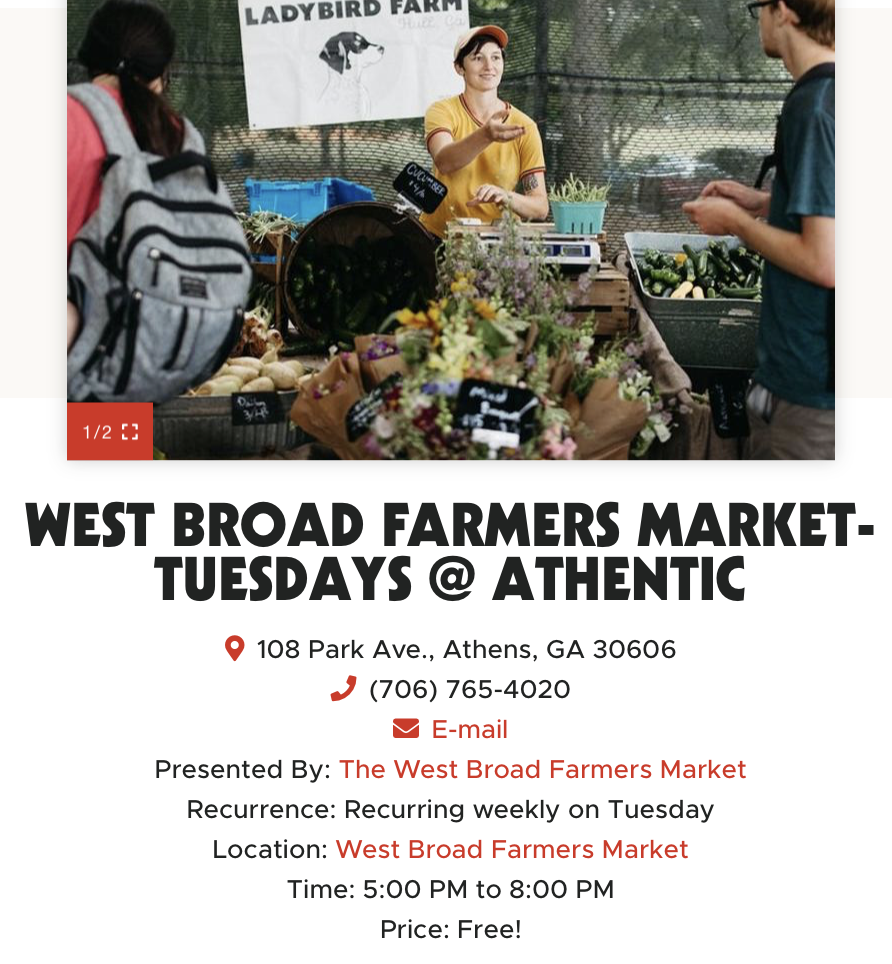 LADYBIRD FARM
Hull, Ga
CUCUMBER
1/2
WEST BROAD FARMERS MARKET-
TUESDAYS @ ATHENTIC
108 Park Ave., Athens, GA 30606
(706) 765-4020
E-mail
Presented By: The West Broad Farmers Market
Recurrence: Recurring weekly on Tuesday
Location: West Broad Farmers Market
Time: 5:00 PM to 8:00 PM
Price: Free!